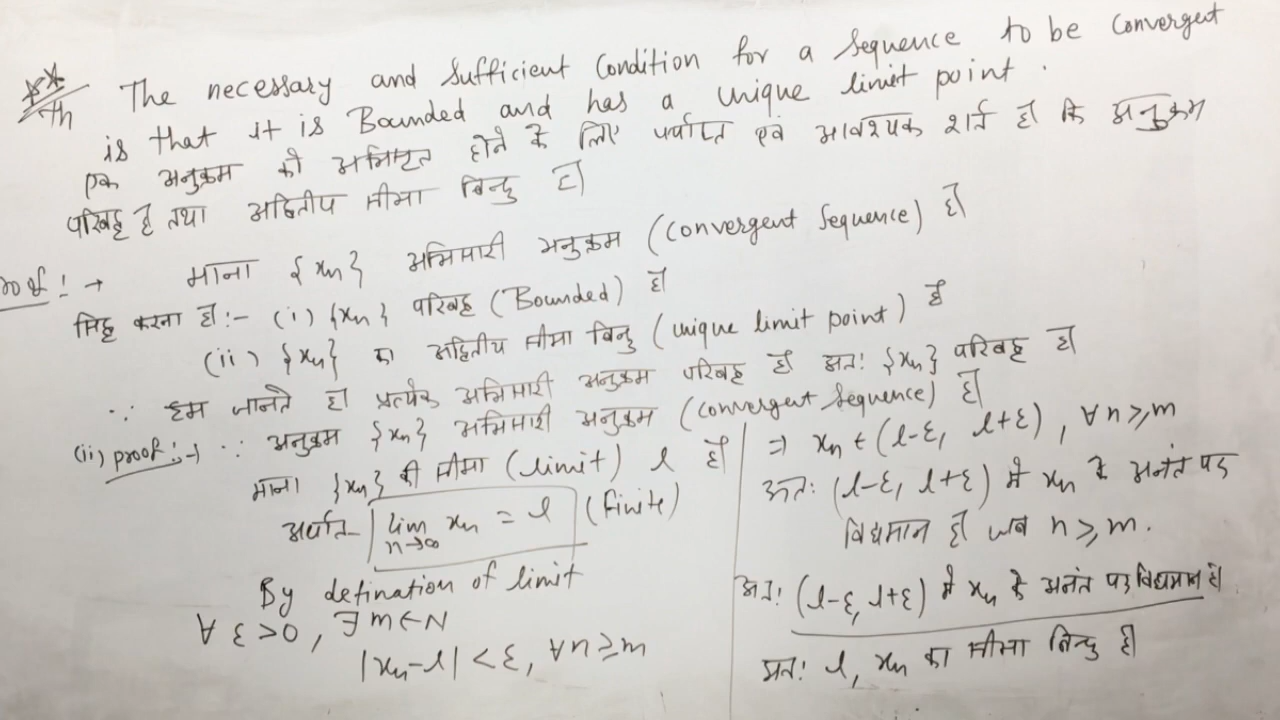 Th The necessary and sufficient Condition for a Sequence to be Convergent
is that it is Bounded and has a unique limit point.
एक अनुक्रम को अभिसृत होने के लिए पर्याप्त एवं आवश्यक शर्त है कि अनुक्रम
परिबद्ध है तथा अद्वितीय सीमा बिन्दु है।
Proof :→ माना {xn} अभिसारी अनुक्रम (Convergent Sequence) है
सिद्ध करना है:- (i) {xn} परिबद्ध (Bounded) है
(ii) {xn} का अद्वितीय सीमा बिन्दु (unique limit point) है
∵ हम जानते है प्रत्येक अभिसारी अनुक्रम परिबद्ध है अतः {xn} परिबद्ध है
(ii) proof :→ ∵ अनुक्रम {xn} अभिसारी अनुक्रम (Convergent Sequence) है
माना {xn} की सीमा (limit) l है
अर्थात lim n→∞ xn = l (finite)
By defination of limit
∀ ε>0, ∃ m∈N
|xn-l| < ε, ∀n≥m
⇒ xn ∈ (l-ε, l+ε), ∀n≥m
अतः (l-ε, l+ε) में xn के अनंत पद
विद्यमान है जब n≥m.
अतः (l-ε, l+ε) में xn के अनंत पद विद्यमान है।
अतः l, xn का सीमा बिन्दु है